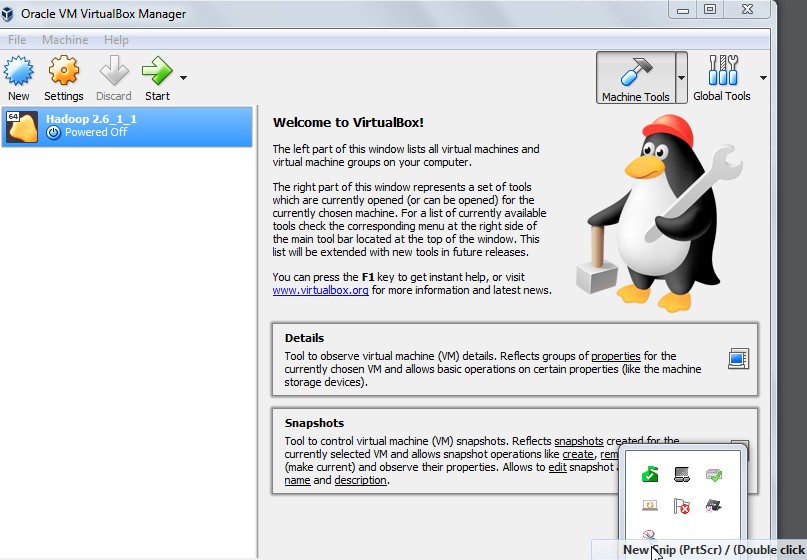 Oracle VM VirtualBox Manager
File Machine Help
New Settings Discard Start Machine Tools Global Tools
64
Hadoop 2.6_1_1
Powered Off
Welcome to VirtualBox!
The left part of this window lists all virtual machines and
virtual machine groups on your computer.
The right part of this window represents a set of tools
which are currently opened (or can be opened) for the
currently chosen machine. For a list of currently available
tools check the corresponding menu at the right side of
the main tool bar located at the top of the window. This
list will be extended with new tools in future releases.
You can press the F1 key to get instant help, or visit
www.virtualbox.org for more information and latest news.
Details
Tool to observe virtual machine (VM) details. Reflects groups of properties for the
currently chosen VM and allows basic operations on certain properties (like the machine
storage devices).
Snapshots
Tool to control virtual machine (VM) snapshots. Reflects snapshots created for the
currently selected VM and allows snapshot operations like create,
(make current) and observe their properties. Allows to edit snapshot
name and description.
New Snip (PrtScr) / (Double click